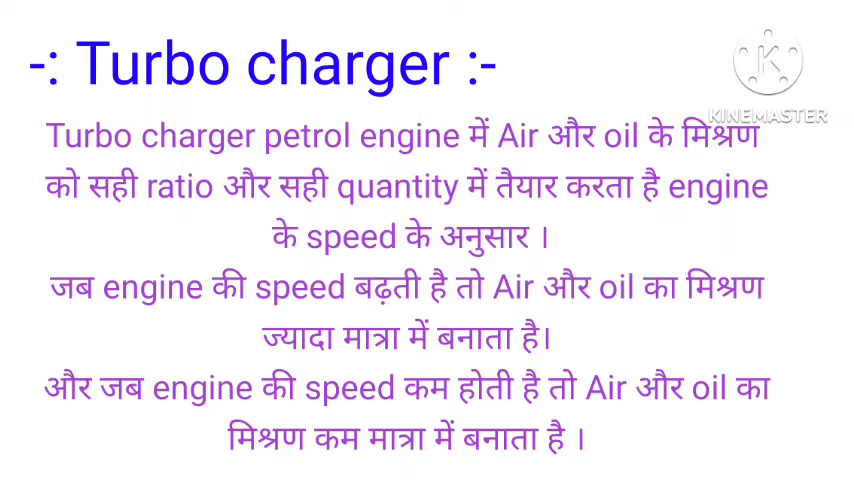 -: Turbo charger :-
KINEMASTER
Turbo charger petrol engine में Air और oil के मिश्रण
को सही ratio और सही quantity में तैयार करता है engine
के speed के अनुसार ।
जब engine की speed बढ़ती है तो Air और oil का मिश्रण
ज्यादा मात्रा में बनाता है।
और जब engine की speed कम होती है तो Air और oil का
मिश्रण कम मात्रा में बनाता है ।